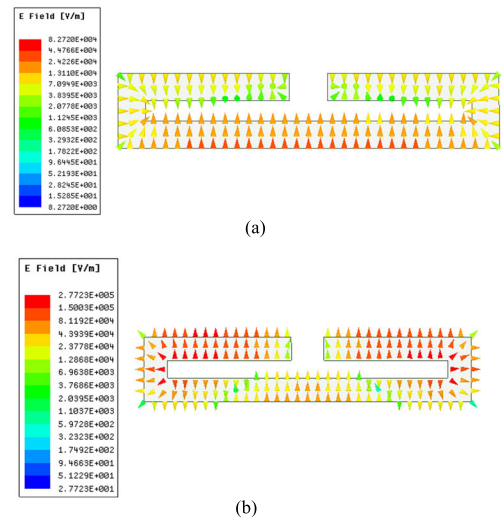 E Field [V/m]
8.2720E+004
4.4766E+004
2.4226E+004
1.3110E+004
7.0949E+003
3.8395E+003
2.0778E+003
1.1245E+003
6.0853E+002
3.2932E+002
1.7822E+002
9.6445E+001
5.2193E+001
2.8245E+001
1.5285E+001
8.2720E+000
(a)
E Field [V/m]
2.7723E+005
1.5003E+005
8.1192E+004
4.3939E+004
2.3778E+004
1.2868E+004
6.9638E+003
3.7686E+003
2.0395E+003
1.1037E+003
5.9728E+002
3.2323E+002
1.7492E+002
9.4663E+001
5.1229E+001
2.7723E+001
(b)